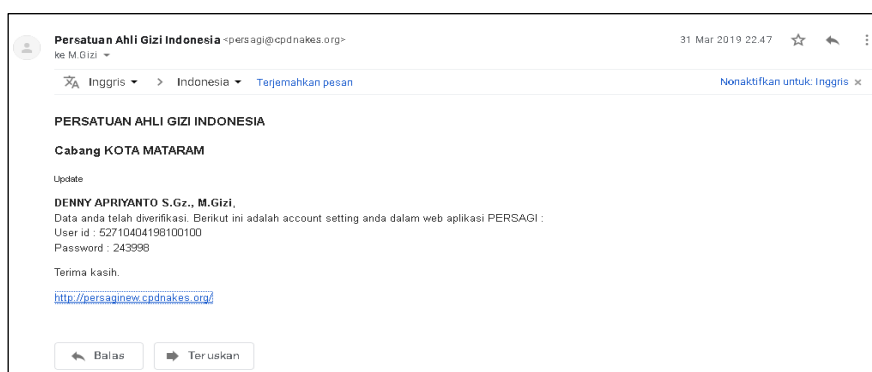 Persatuan Ahli Gizi Indonesia <persagi@cpdnakes.org> 31 Mar 2019 22.47
ke M.Gizi
Inggris > Indonesia Terjemahkan pesan Nonaktifkan untuk: Inggris ×
PERSATUAN AHLI GIZI INDONESIA
Cabang KOTA MATARAM
Update
DENNY APRIYANTO S.Gz., M.Gizi,
Data anda telah diverifikasi. Berikut ini adalah account setting anda dalam web aplikasi PERSAGI :
User id : 52710404198100100
Password : 243998
Terima kasih.
http://persaginew.cpdnakes.org/
Balas Teruskan